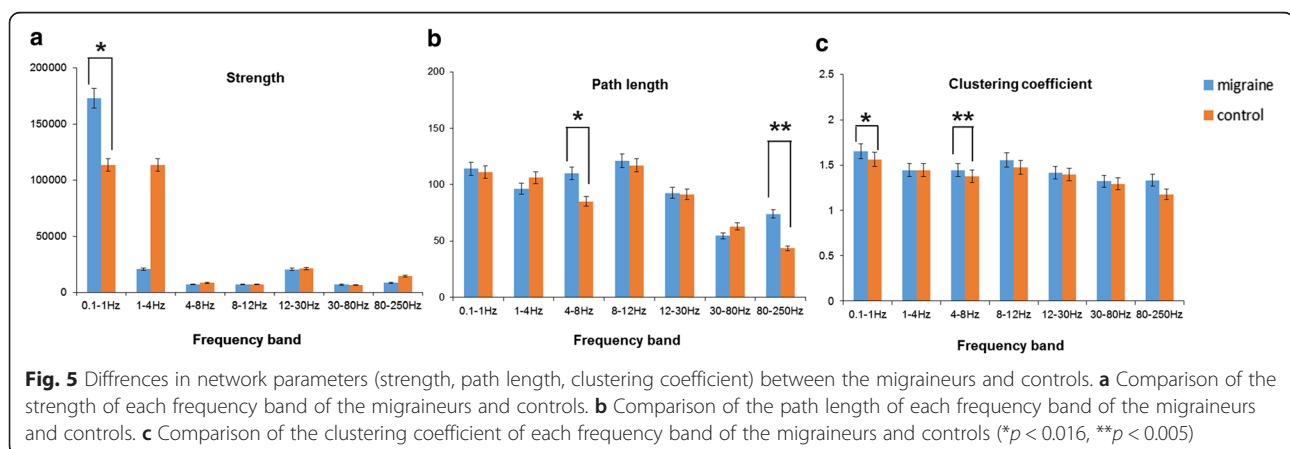 a
*
Strength
200000
150000
100000
50000
0
0.1-1Hz 1-4Hz 4-8Hz 8-12Hz 12-30Hz 30-80Hz 80-250Hz
Frequency band
b
Path length
*
**
200
150
100
50
0
0.1-1Hz 1-4Hz 4-8Hz 8-12Hz 12-30Hz 30-80Hz 80-250Hz
Frequency band
c
Clustering coefficient
*
**
2.5
2
1.5
1
0.5
0
0.1-1Hz 1-4Hz 4-8Hz 8-12Hz 12-30Hz 30-80Hz 80-250Hz
Frequency band
migraine
control
Fig. 5 Diffrences in network parameters (strength, path length, clustering coefficient) between the migraineurs and controls. a Comparison of the
strength of each frequency band of the migraineurs and controls. b Comparison of the path length of each frequency band of the migraineurs
and controls. c Comparison of the clustering coefficient of each frequency band of the migraineurs and controls (*p < 0.016, **p < 0.005)